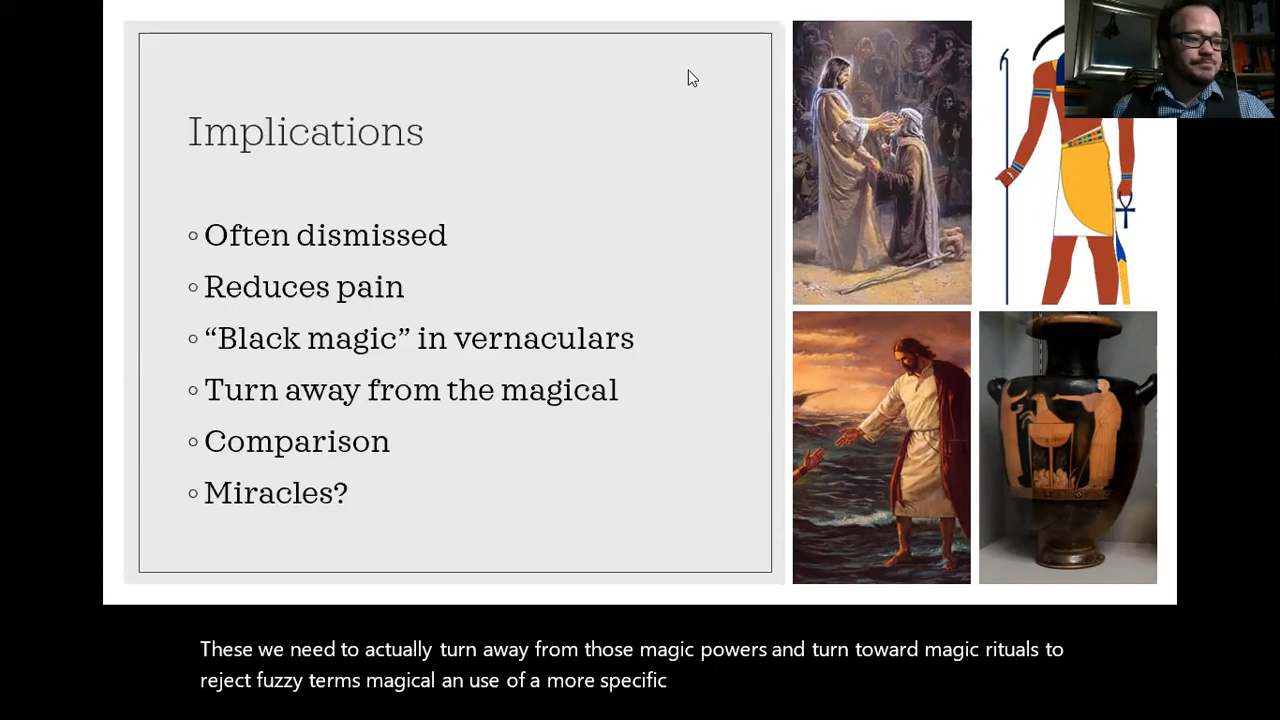 Implications
◦ Often dismissed
◦ Reduces pain
◦ “Black magic” in vernaculars
◦ Turn away from the magical
◦ Comparison
◦ Miracles?
These we need to actually turn away from those magic powers and turn toward magic rituals to
reject fuzzy terms magical an use of a more specific